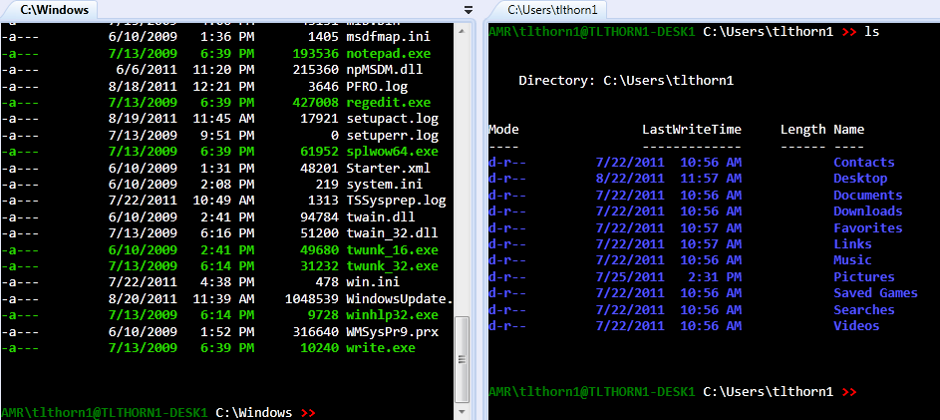 C:\Windows
-a--- 6/10/2009 1:36 PM 1405 msdfmap.ini
-a--- 7/13/2009 6:39 PM 193536 notepad.exe
-a--- 6/6/2011 11:20 PM 215360 npMSDM.dll
-a--- 8/18/2011 12:21 PM 3646 PFRO.log
-a--- 7/13/2009 6:39 PM 427008 regedit.exe
-a--- 8/19/2011 11:45 AM 17921 setupact.log
-a--- 7/13/2009 9:51 PM 0 setuperr.log
-a--- 7/13/2009 6:39 PM 61952 splwow64.exe
-a--- 6/10/2009 1:31 PM 48201 Starter.xml
-a--- 6/10/2009 2:08 PM 219 system.ini
-a--- 7/22/2011 10:49 AM 1313 TSSysprep.log
-a--- 6/10/2009 2:41 PM 94784 twain.dll
-a--- 7/13/2009 6:16 PM 51200 twain_32.dll
-a--- 6/10/2009 2:41 PM 49680 twunk_16.exe
-a--- 7/13/2009 6:14 PM 31232 twunk_32.exe
-a--- 7/22/2011 4:38 PM 478 win.ini
-a--- 8/20/2011 11:39 AM 1048539 WindowsUpdate.
-a--- 7/13/2009 6:14 PM 9728 winhlp32.exe
-a--- 6/10/2009 1:52 PM 316640 WMSysPr9.prx
-a--- 7/13/2009 6:39 PM 10240 write.exe
AMR\tlthorn1@TLTHORN1-DESK1 C:\Windows >>
C:\Users\tlthorn1
AMR\tlthorn1@TLTHORN1-DESK1 C:\Users\tlthorn1 >> ls
Directory: C:\Users\tlthorn1
Mode LastWriteTime Length Name
---- ------------- ------ ----
d-r-- 7/22/2011 10:56 AM Contacts
d-r-- 8/22/2011 11:57 AM Desktop
d-r-- 7/22/2011 10:56 AM Documents
d-r-- 7/22/2011 10:56 AM Downloads
d-r-- 7/22/2011 10:57 AM Favorites
d-r-- 7/22/2011 10:57 AM Links
d-r-- 7/22/2011 10:56 AM Music
d-r-- 7/25/2011 2:31 PM Pictures
d-r-- 7/22/2011 10:56 AM Saved Games
d-r-- 7/22/2011 10:56 AM Searches
d-r-- 7/22/2011 10:56 AM Videos
AMR\tlthorn1@TLTHORN1-DESK1 C:\Users\tlthorn1 >>